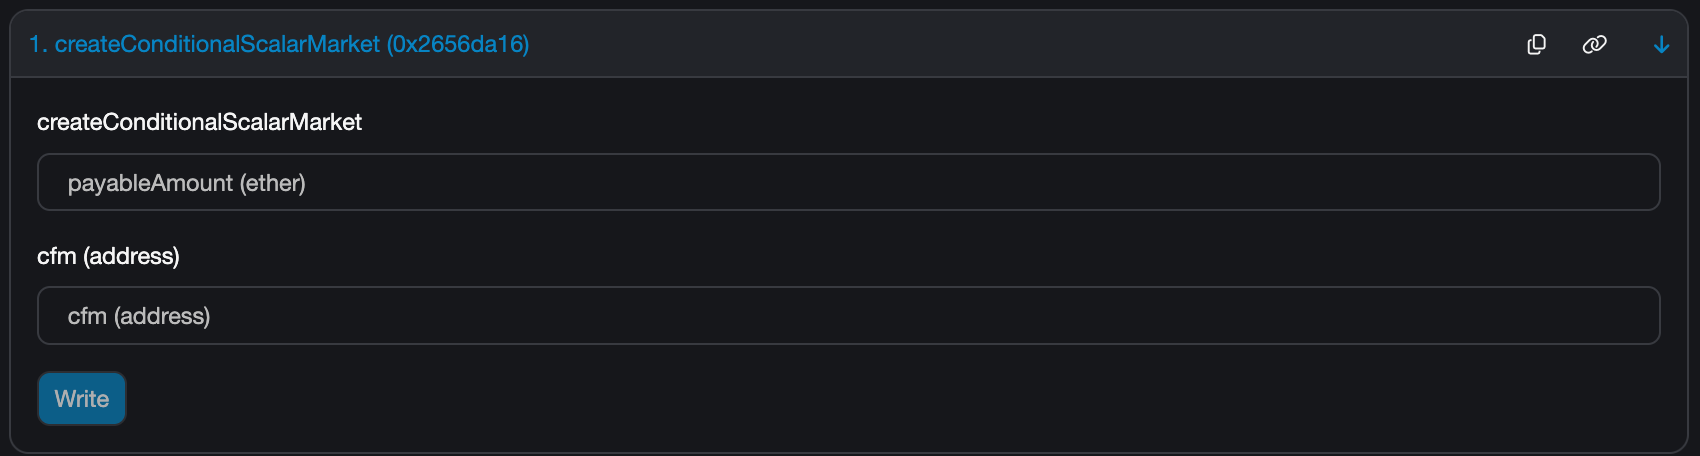 1. createConditionalScalarMarket (0x2656da16)
createConditionalScalarMarket
payableAmount (ether)
cfm (address)
cfm (address)
Write